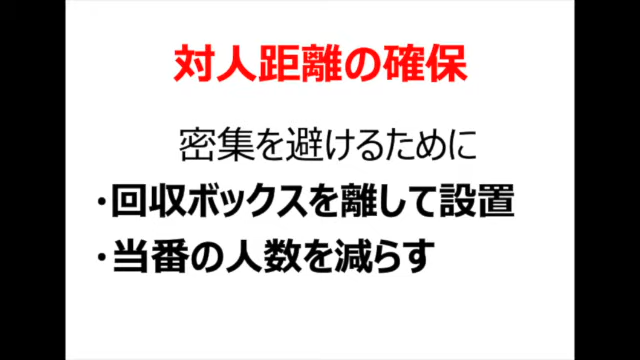 対人距離の確保
密集を避けるために
・回収ボックスを離して設置
・当番の人数を減らす